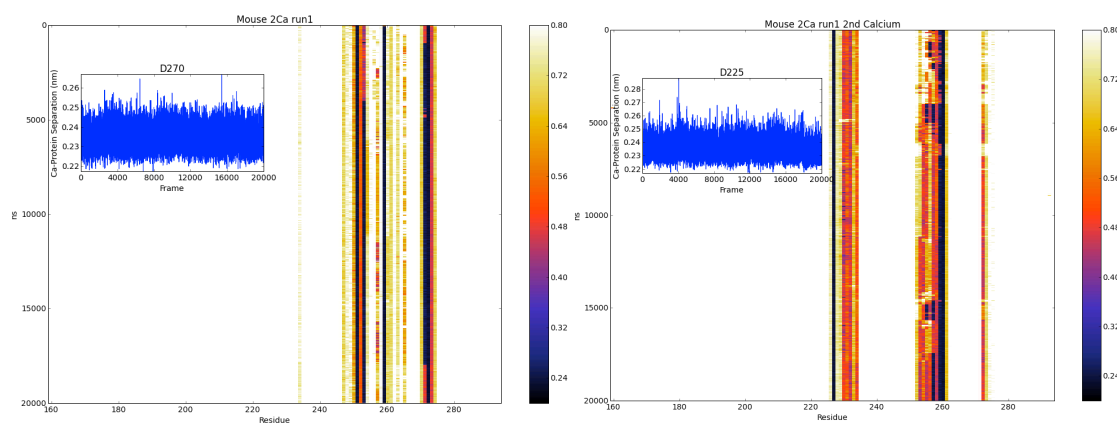 Mouse 2Ca run1
D270
Ca-Protein Separation (nm)
0.26
0.25
0.24
0.23
0.22
0 4000 8000 12000 16000 20000
Frame
ns
0
5000
10000
15000
20000
160 180 200 220 240 260 280
Residue
0.80
0.72
0.64
0.56
0.48
0.40
0.32
0.24
Mouse 2Ca run1 2nd Calcium
D225
Ca-Protein Separation (nm)
0.28
0.26
0.25
0.24
0.23
0.22
0 4000 8000 12000 16000 20000
Frame
ns
0
5000
10000
15000
20000
160 180 200 220 240 260 280
Residue
0.80
0.72
0.64
0.56
0.48
0.40
0.32
0.24